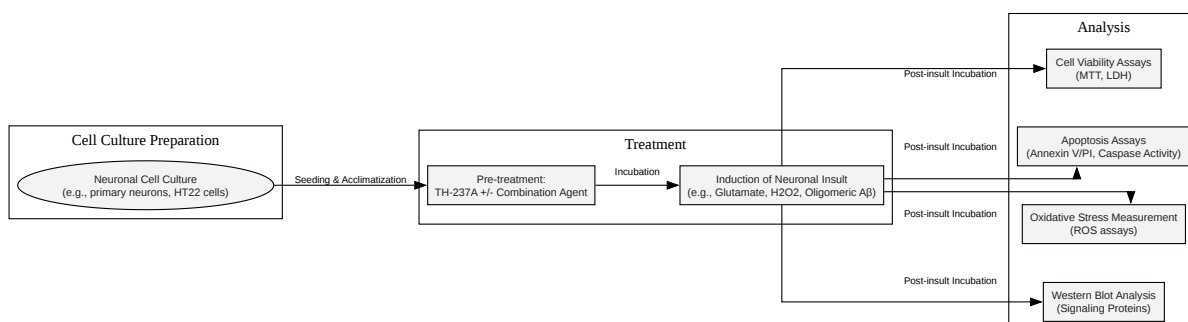 Cell Culture Preparation
Neuronal Cell Culture
(e.g., primary neurons, HT22 cells)
Seeding & Acclimatization
Treatment
Pre-treatment:
TH-237A +/- Combination Agent
Incubation
Induction of Neuronal Insult
(e.g., Glutamate, H2O2, Oligomeric Aβ)
Post-insult Incubation
Post-insult Incubation
Post-insult Incubation
Post-insult Incubation
Analysis
Cell Viability Assays
(MTT, LDH)
Apoptosis Assays
(Annexin V/PI, Caspase Activity)
Oxidative Stress Measurement
(ROS assays)
Western Blot Analysis
(Signaling Proteins)